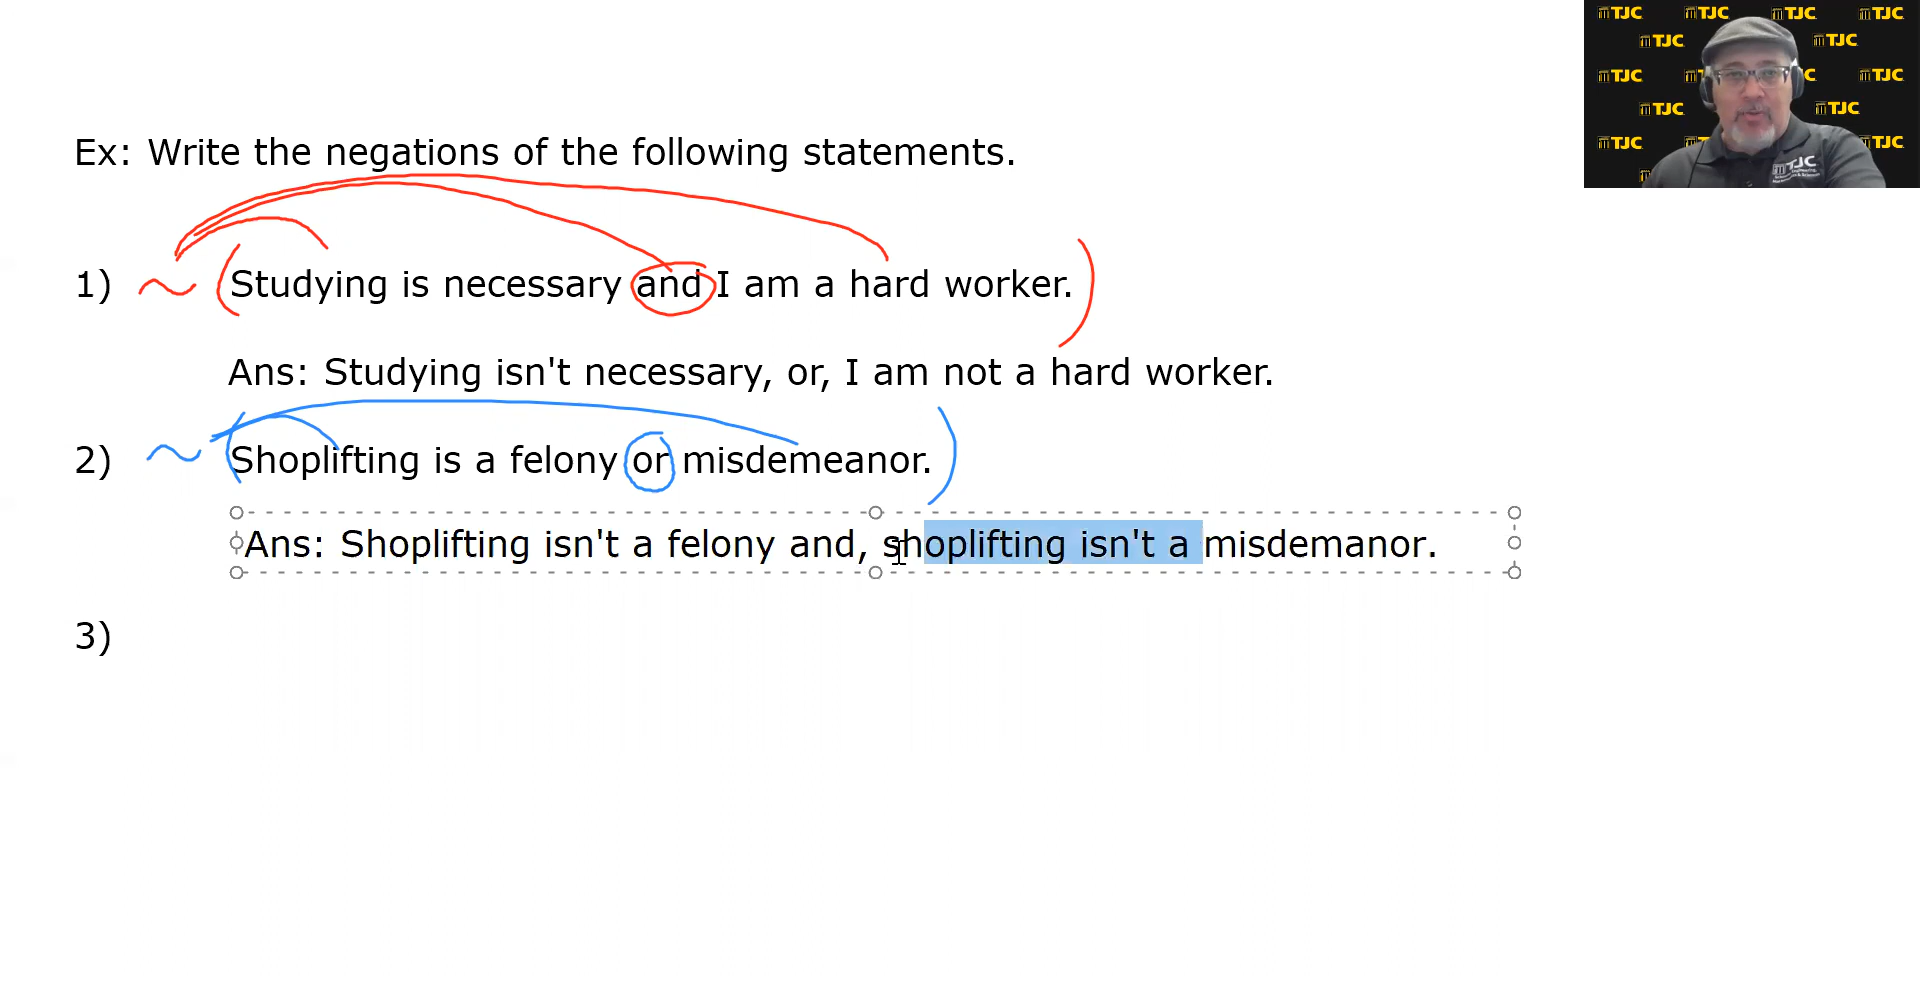 TJC TJC TJC TJC
TJC TJC
TJC TJC
TJC TJC
TJC TJC
TJC
Ex: Write the negations of the following statements.
1) ~ (Studying is necessary and I am a hard worker.)
Ans: Studying isn't necessary, or, I am not a hard worker.
2) ~ (Shoplifting is a felony or misdemeanor.)
Ans: Shoplifting isn't a felony and, shoplifting isn't a misdemanor.
3)